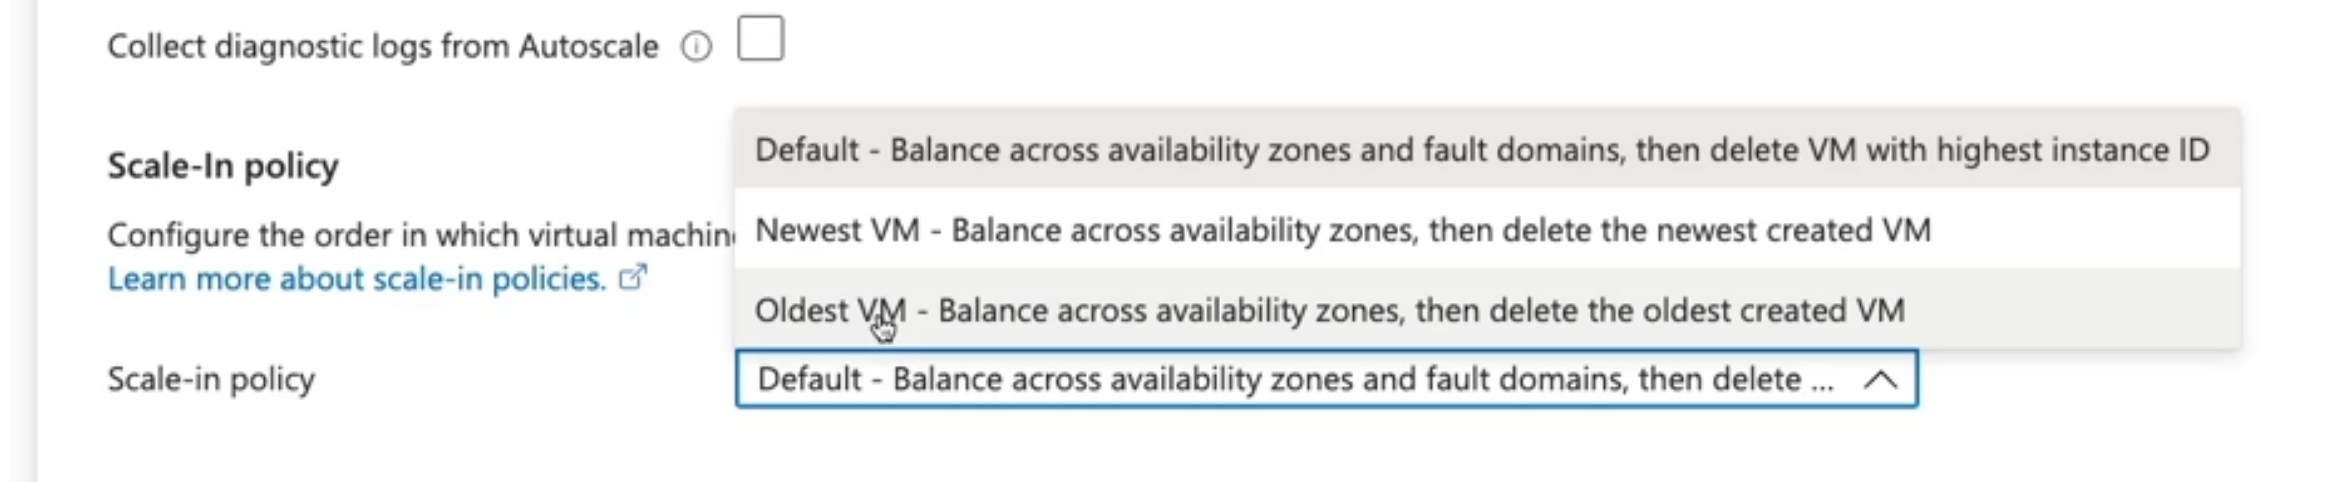 Collect diagnostic logs from Autoscale
Scale-In policy
Configure the order in which virtual machin
Learn more about scale-in policies.
Default - Balance across availability zones and fault domains, then delete VM with highest instance ID
Newest VM - Balance across availability zones, then delete the newest created VM
Oldest VM - Balance across availability zones, then delete the oldest created VM
Scale-in policy
Default - Balance across availability zones and fault domains, then delete ...